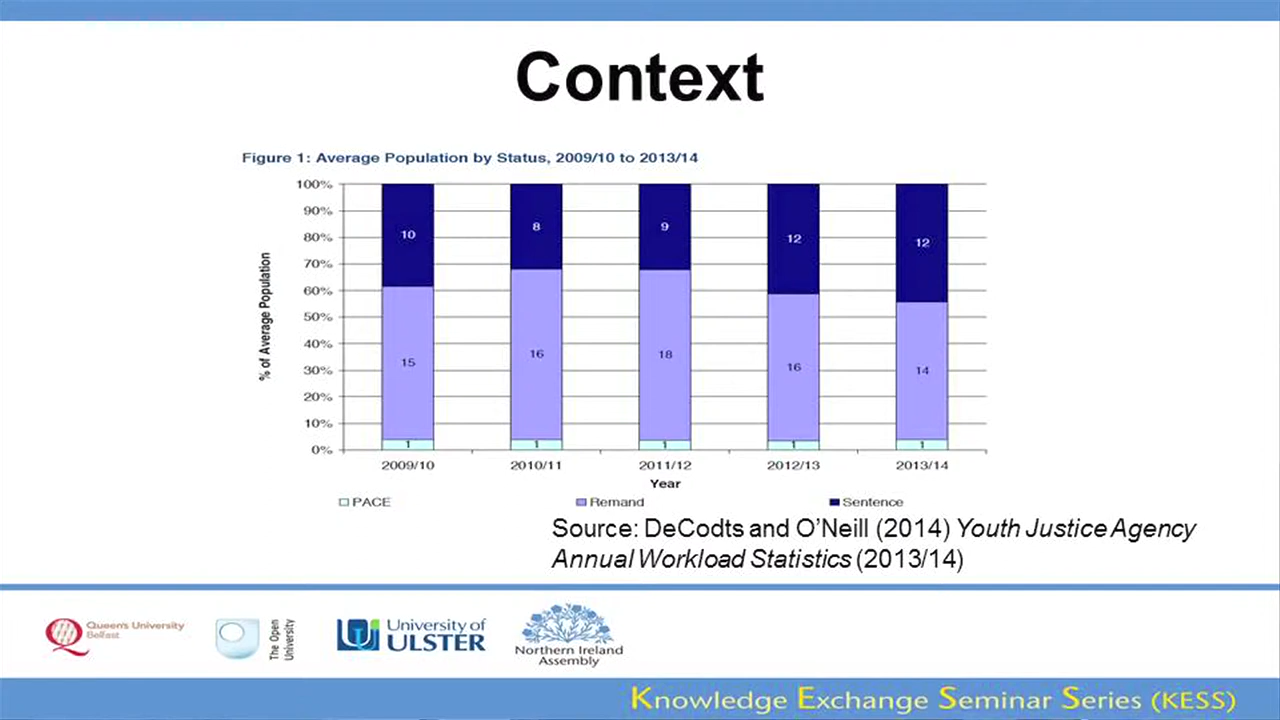 Context
Figure 1: Average Population by Status, 2009/10 to 2013/14
100%
90%
80%
70%
60%
50%
40%
30%
20%
10%
0%
% of Average Population
10
8
9
12
12
15
16
18
16
14
1
1
1
1
1
2009/10
2010/11
2011/12
2012/13
2013/14
Year
PACE
Remand
Sentence
Source: DeCodts and O’Neill (2014) Youth Justice Agency
Annual Workload Statistics (2013/14)
Queen's University
Belfast
The Open
University
University of
ULSTER
Northern Ireland
Assembly
Knowledge Exchange Seminar Series (KESS)